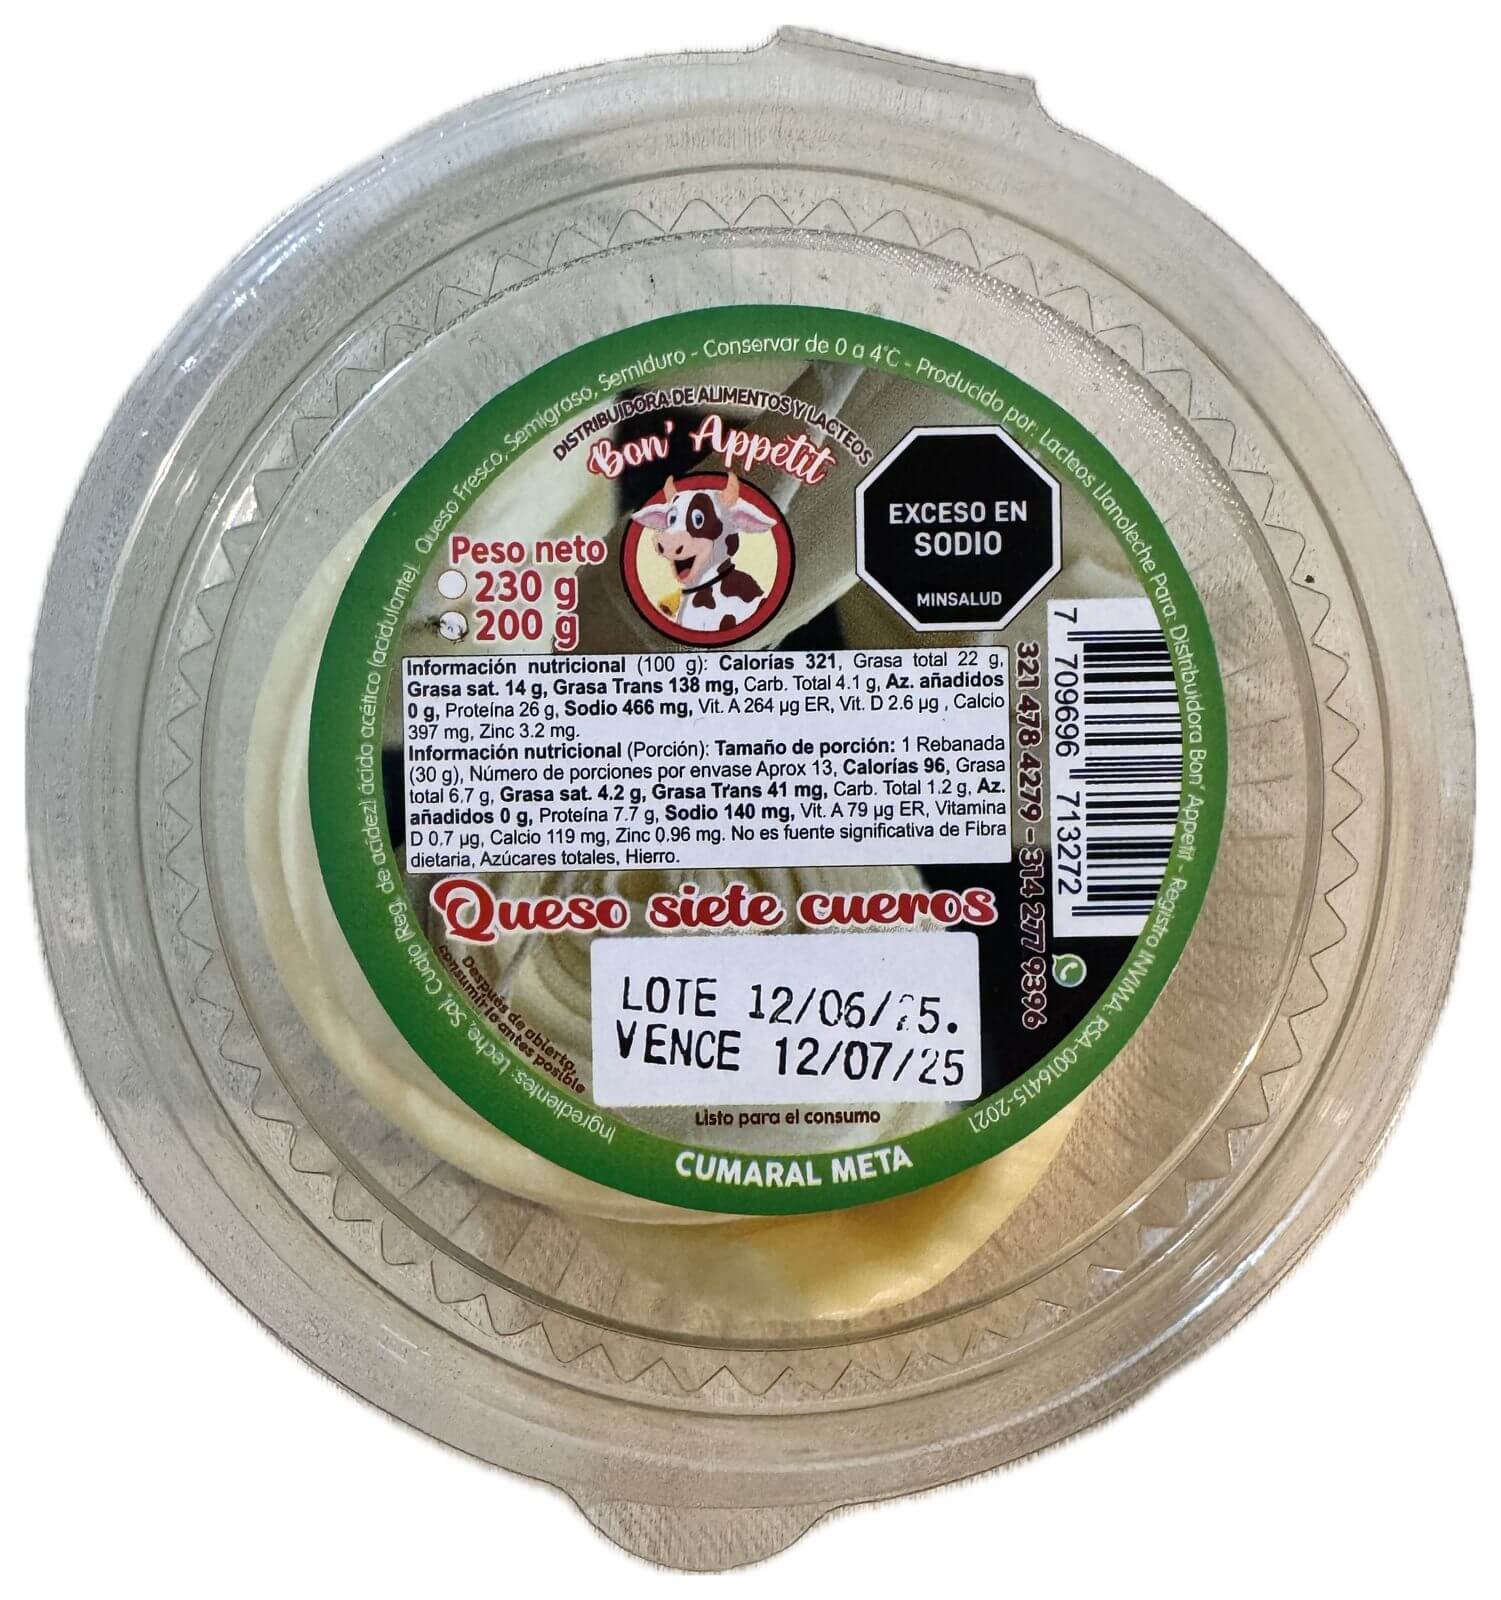 Ingredientes: Leche, Sal, Cuajo (Reg. de acidez) ácido acético (acidulante). Queso Fresco, Semigraso, Semiduro - Conservar de 0 a 4°C - Producido por: Lacteos Llanoleche Para: Distribuidora Bon' Appetit - Registro INVIMA: RSA-0016415-2021
DISTRIBUIDORA DE ALIMENTOS Y LACTEOS
Bon' Appetit
EXCESO EN
SODIO
MINSALUD
Peso neto
230 g
200 g
Información nutricional (100 g): Calorías 321, Grasa total 22 g,
Grasa sat. 14 g, Grasa Trans 138 mg, Carb. Total 4.1 g, Az. añadidos
0 g, Proteína 26 g, Sodio 466 mg, Vit. A 264 µg ER, Vit. D 2.6 µg , Calcio
397 mg, Zinc 3.2 mg.
Información nutricional (Porción): Tamaño de porción: 1 Rebanada
(30 g), Número de porciones por envase Aprox 13, Calorías 96, Grasa
total 6.7 g, Grasa sat. 4.2 g, Grasa Trans 41 mg, Carb. Total 1.2 g, Az.
añadidos 0 g, Proteína 7.7 g, Sodio 140 mg, Vit. A 79 µg ER, Vitamina
D 0.7 µg, Calcio 119 mg, Zinc 0.96 mg. No es fuente significativa de Fibra
dietaria, Azúcares totales, Hierro.
321 478 4279 - 314 277 9396
7 709696 713272
Queso siete cueros
Después de abierto,
consumir lo antes posible
LOTE 12/06/25.
VENCE 12/07/25
Listo para el consumo
CUMARAL META